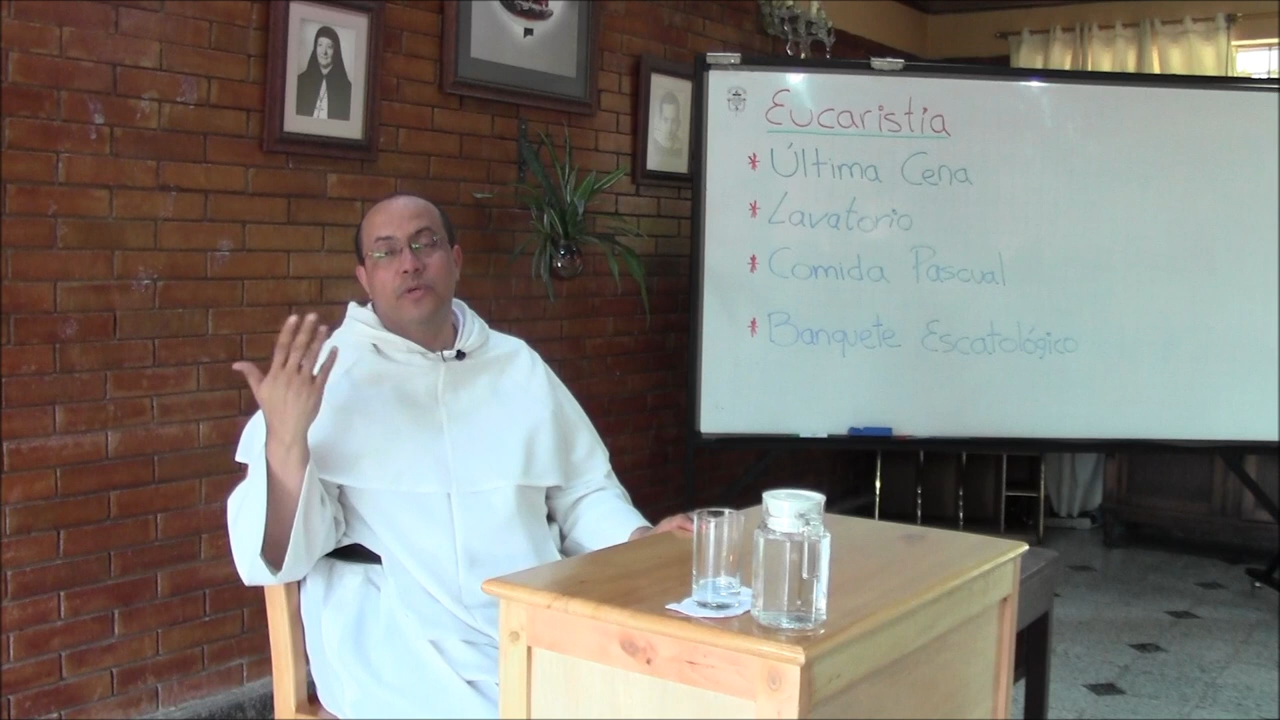 Eucaristia
* Última Cena
* Lavatorio
* Comida Pascual
* Banquete Escatológico